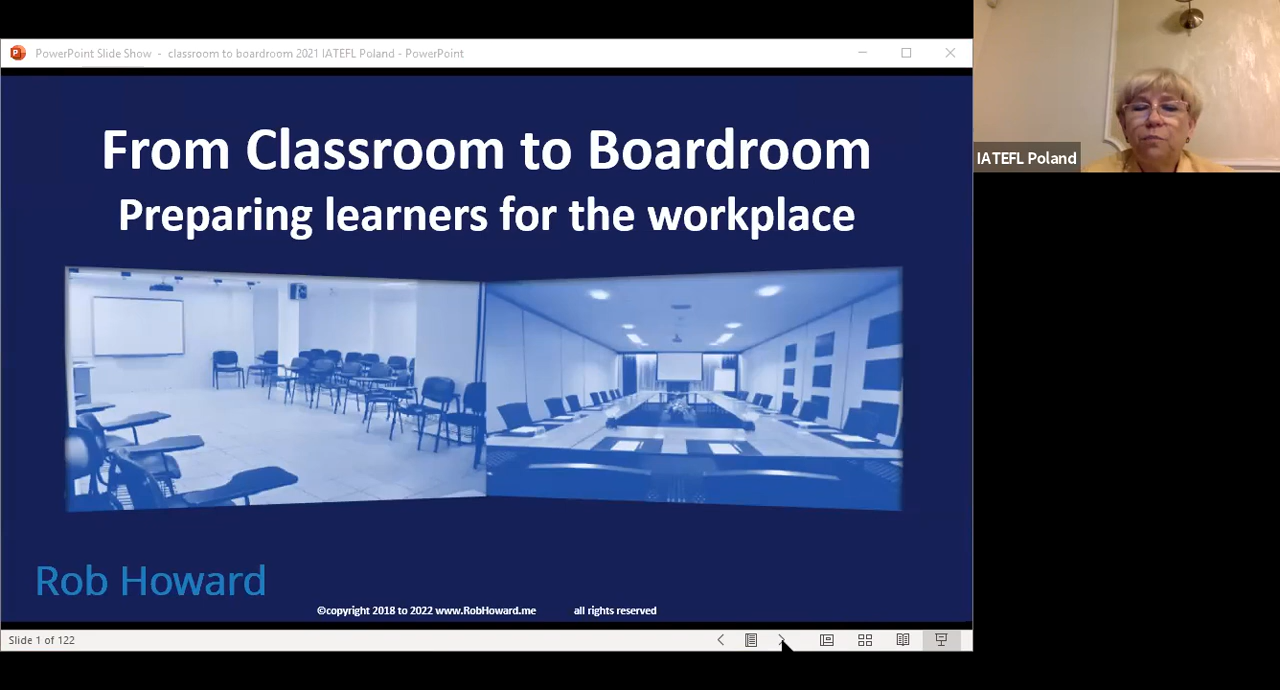 PowerPoint Slide Show - classroom to boardroom 2021 IATEFL Poland - PowerPoint
From Classroom to Boardroom
Preparing learners for the workplace
IATEFL Poland
Rob Howard
©copyright 2018 to 2022 www.RobHoward.me all rights reserved
Slide 1 of 122